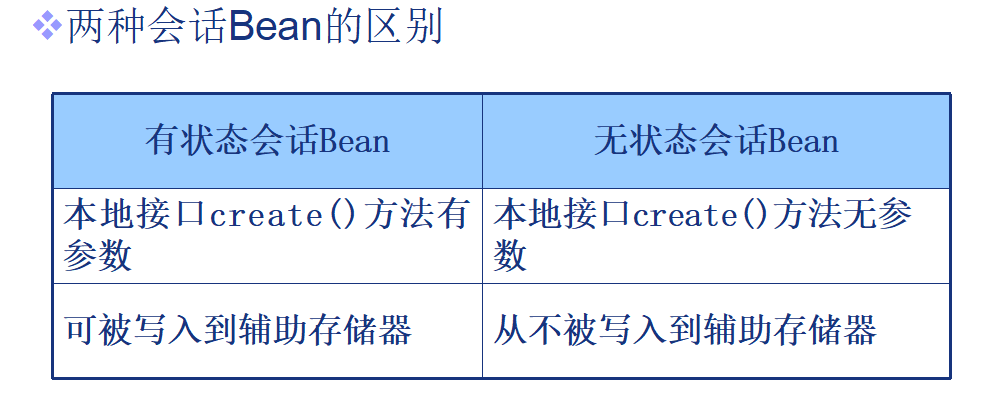 两种会话Bean的区别
有状态会话Bean
无状态会话Bean
本地接口create()方法有
参数
本地接口create()方法无参
数
可被写入到辅助存储器
从不被写入到辅助存储器